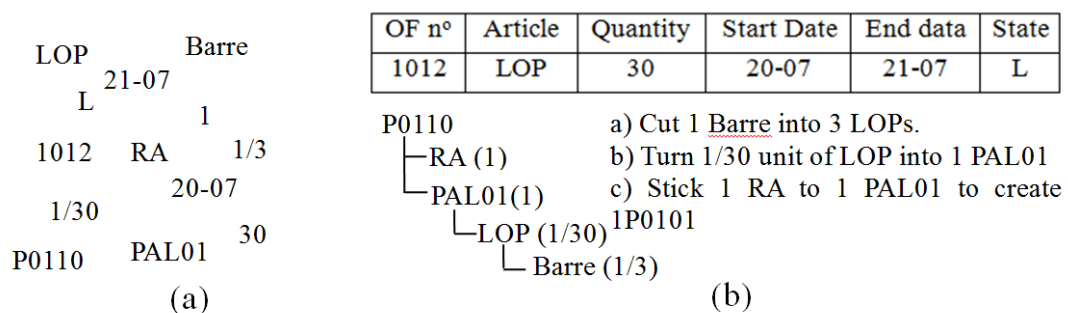 LOP
Barre
21-07
L
1
1012 RA 1/3
20-07
1/30
30
P0110 PAL01
(a)
OF nº Article Quantity Start Date End data State
1012 LOP 30 20-07 21-07 L
P0110
RA (1)
PAL01(1)
LOP (1/30)
Barre (1/3)
a) Cut 1 Barre into 3 LOPs.
b) Turn 1/30 unit of LOP into 1 PAL01
c) Stick 1 RA to 1 PAL01 to create
1P0101
(b)